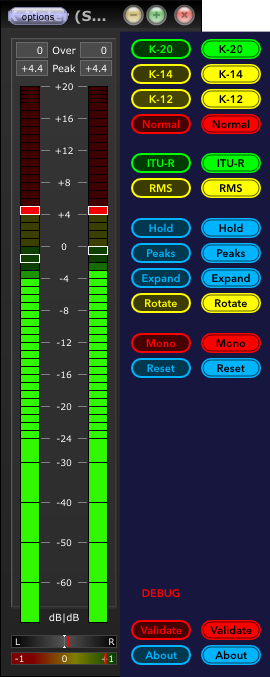 options (S...
0 Over 0
+4.4 Peak +4.4
+20
+16
+12
+8
+4
0
-4
-8
-12
-16
-20
-24
-30
-40
-50
-60
dB|dB
L R
-1 0 +1
K-20 K-20
K-14 K-14
K-12 K-12
Normal Normal
ITU-R ITU-R
RMS RMS
Hold Hold
Peaks Peaks
Expand Expand
Rotate Rotate
Mono Mono
Reset Reset
DEBUG
Validate Validate
About About